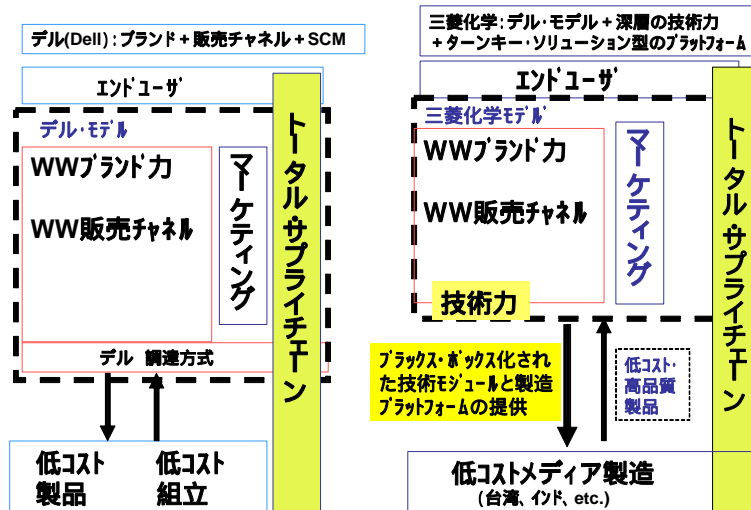 デル(Dell):ブランド+販売チャネル+SCM
エンドユーザ
デル・モデル
WWブランド力
WW販売チャネル
マーケティング
トータル・サプライチェーン
デル 調達方式
低コスト
製品
低コスト
組立
三菱化学:デル・モデル+深層の技術力
+ターンキー・ソリューション型のプラットフォーム
エンドユーザ
三菱化学モデル
WWブランド力
WW販売チャネル
マーケティング
トータル・サプライチェーン
技術力
ブラックス・ボックス化され
た技術モジュールと製造
プラットフォームの提供
低コスト・
高品質
製品
低コストメディア製造
(台湾、インド、etc.)